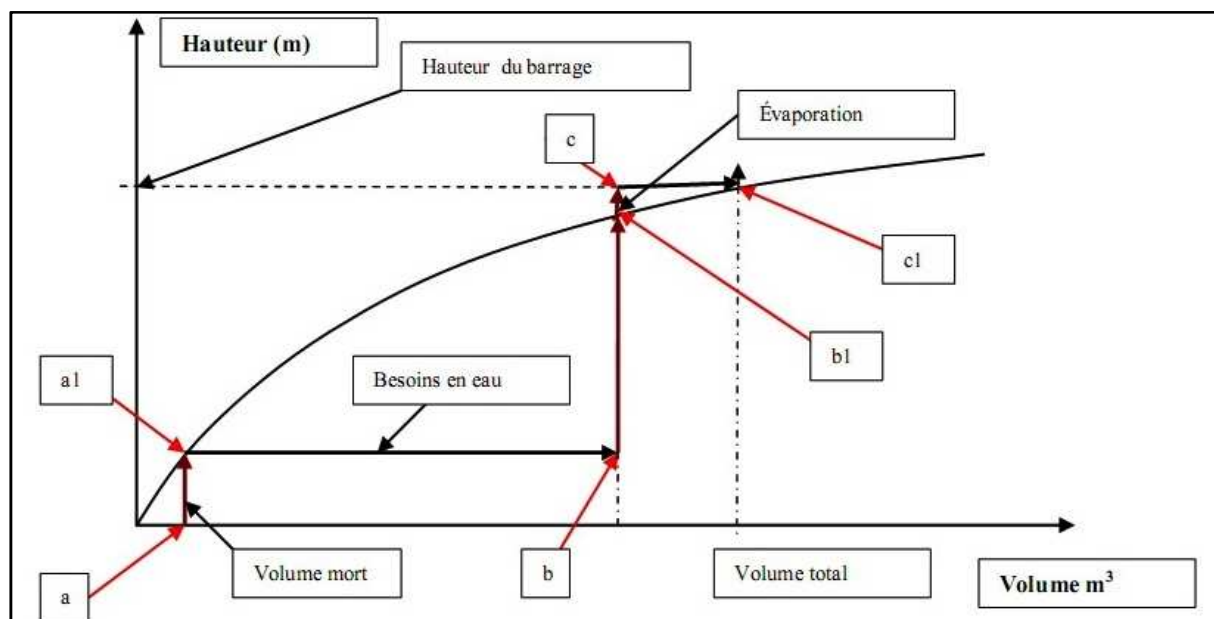 Hauteur (m)
Hauteur du barrage
Évaporation
c
c1
b1
a1
Besoins en eau
Volume mort
b
Volume total
Volume m³
a